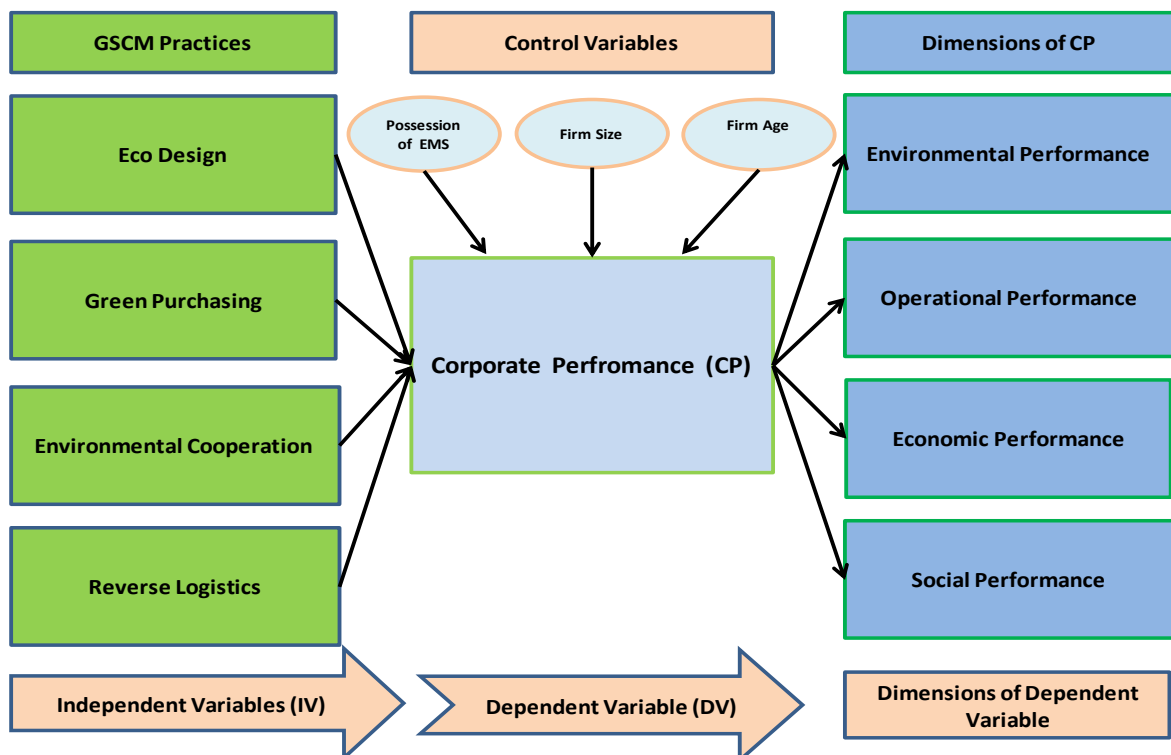 GSCM Practices
Control Variables
Dimensions of CP
Eco Design
Possession
of EMS
Firm Size
Firm Age
Environmental Performance
Green Purchasing
Corporate Perfromance (CP)
Operational Performance
Environmental Cooperation
Economic Performance
Reverse Logistics
Social Performance
Independent Variables (IV)
Dependent Variable (DV)
Dimensions of Dependent
Variable